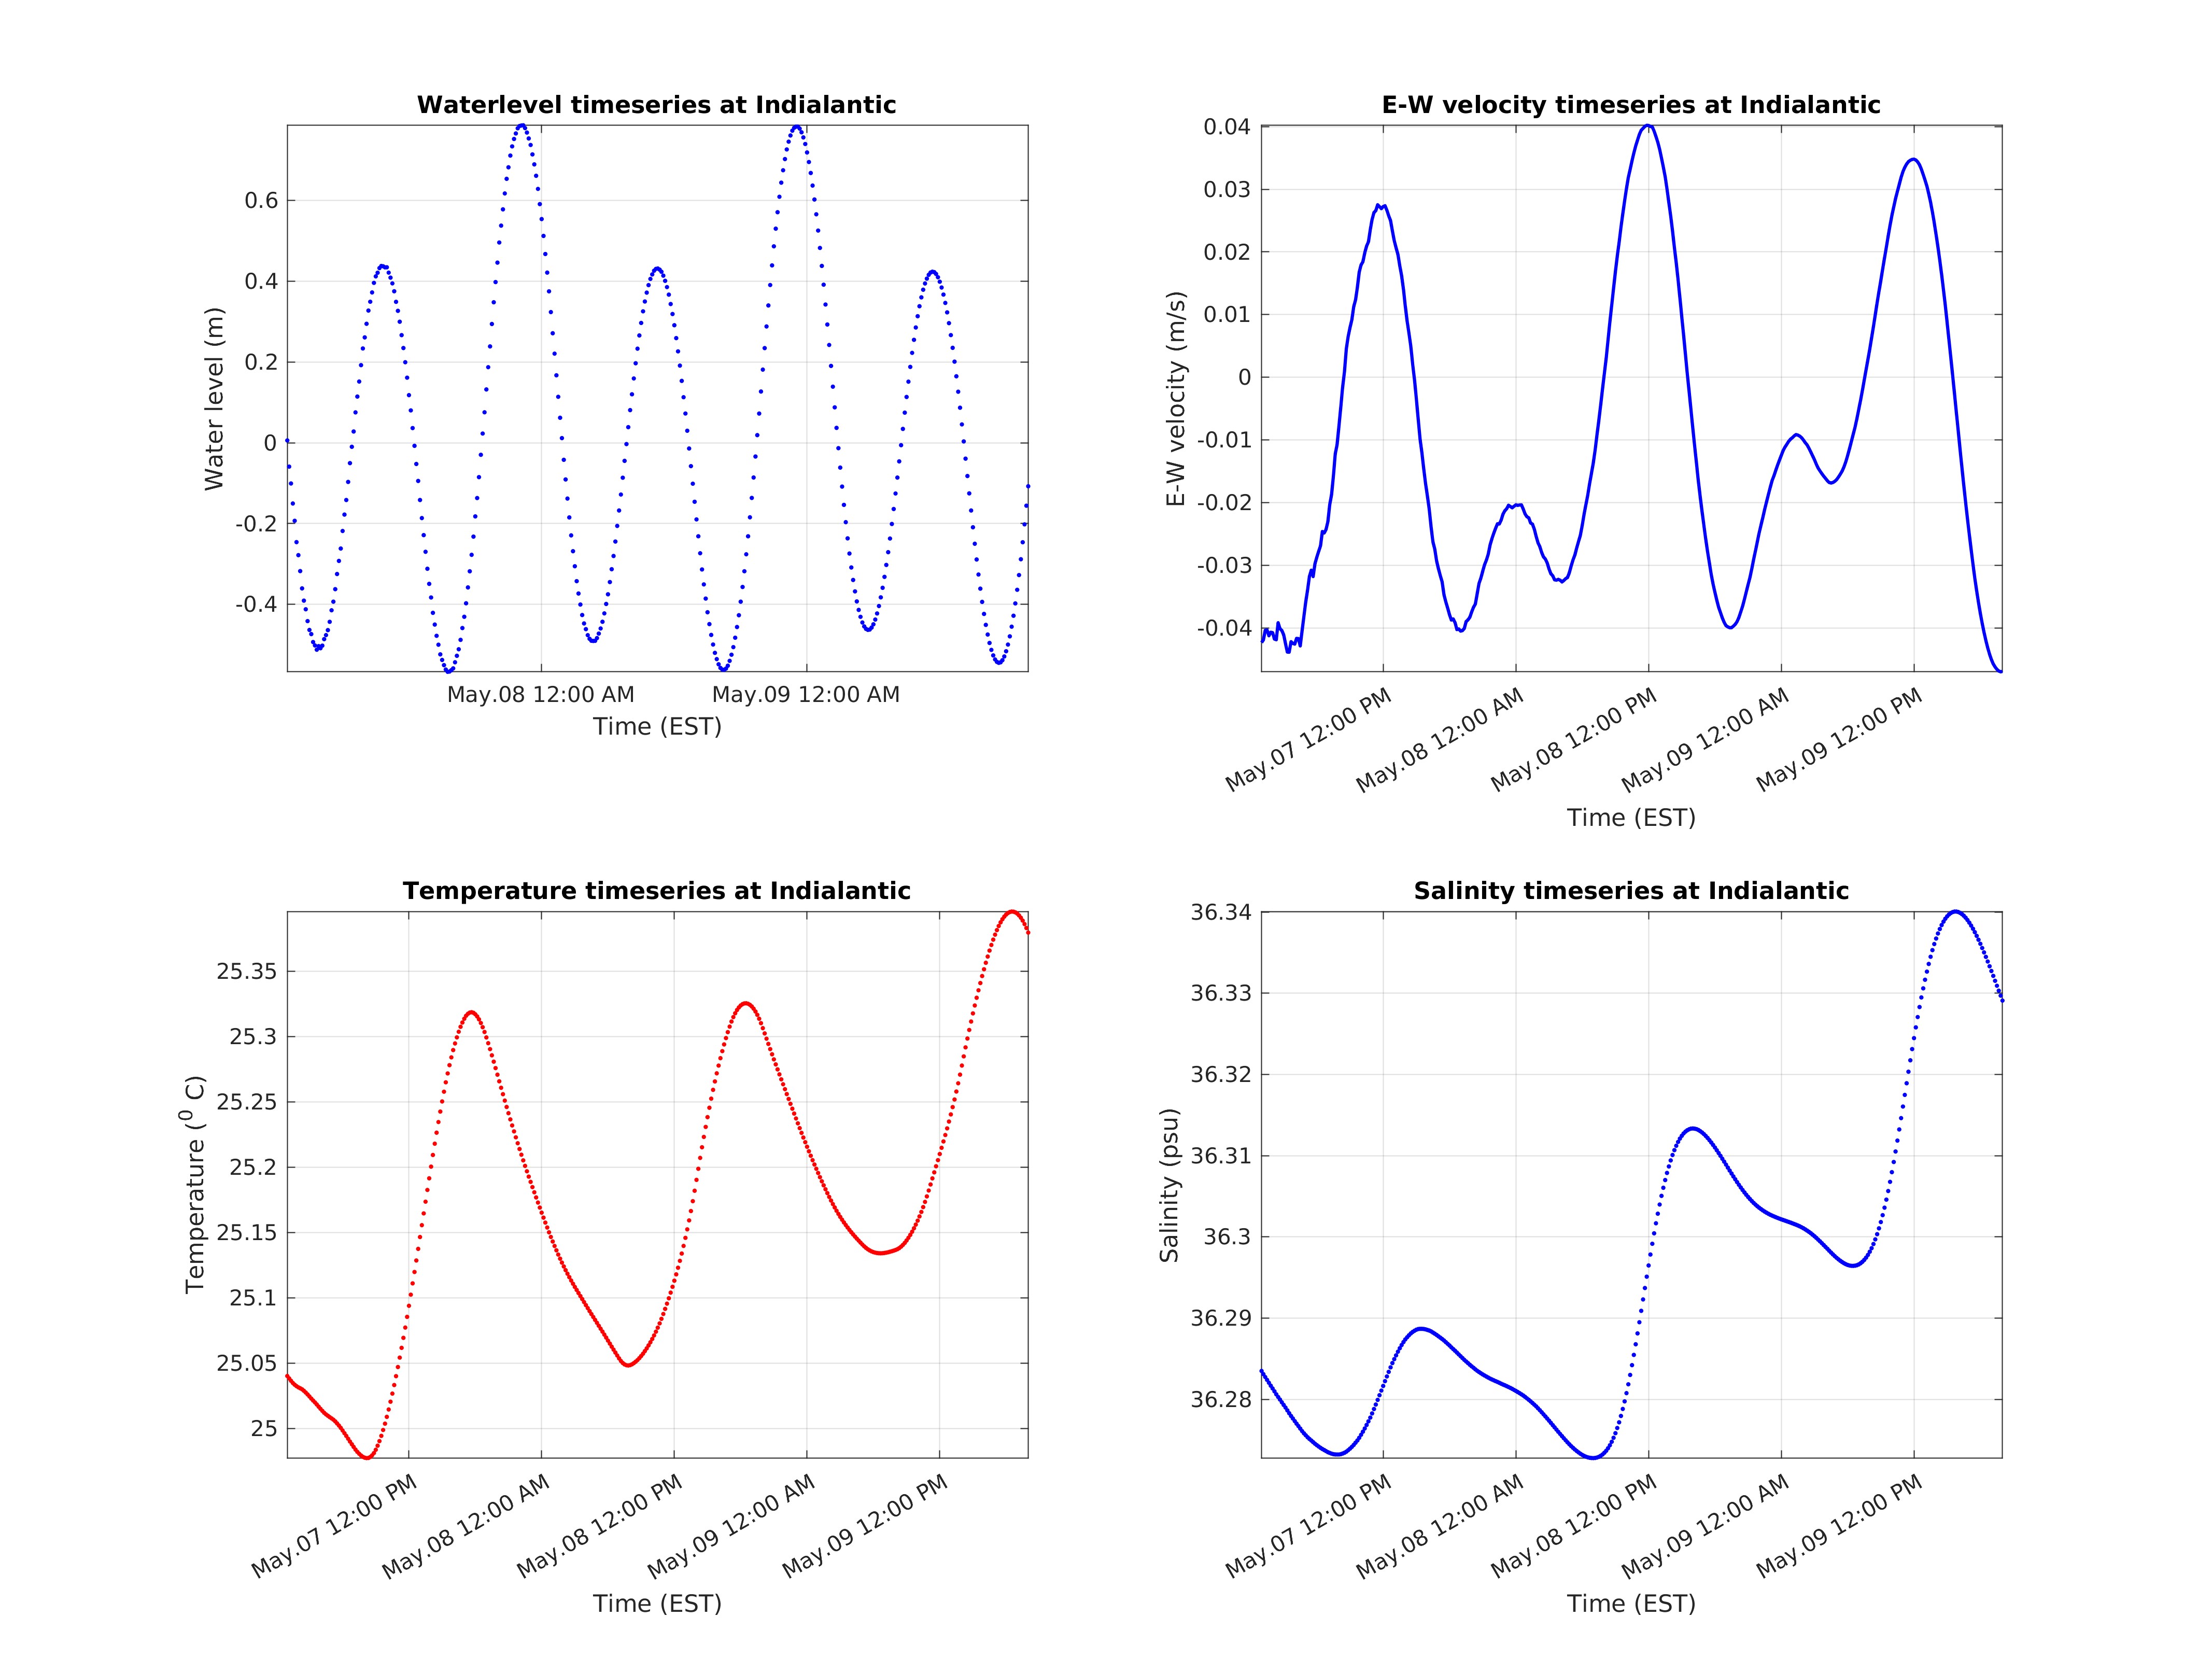 Waterlevel timeseries at Indialantic
0.6
0.4
0.2
0
-0.2
-0.4
Water level (m)
May.08 12:00 AM
May.09 12:00 AM
Time (EST)
E-W velocity timeseries at Indialantic
0.04
0.03
0.02
0.01
0
-0.01
-0.02
-0.03
-0.04
E-W velocity (m/s)
May.07 12:00 PM
May.08 12:00 AM
May.08 12:00 PM
May.09 12:00 AM
May.09 12:00 PM
Time (EST)
Temperature timeseries at Indialantic
25.35
25.3
25.25
25.2
25.15
25.1
25.05
25
Temperature (⁰ C)
May.07 12:00 PM
May.08 12:00 AM
May.08 12:00 PM
May.09 12:00 AM
May.09 12:00 PM
Time (EST)
Salinity timeseries at Indialantic
36.34
36.33
36.32
36.31
36.3
36.29
36.28
Salinity (psu)
May.07 12:00 PM
May.08 12:00 AM
May.08 12:00 PM
May.09 12:00 AM
May.09 12:00 PM
Time (EST)